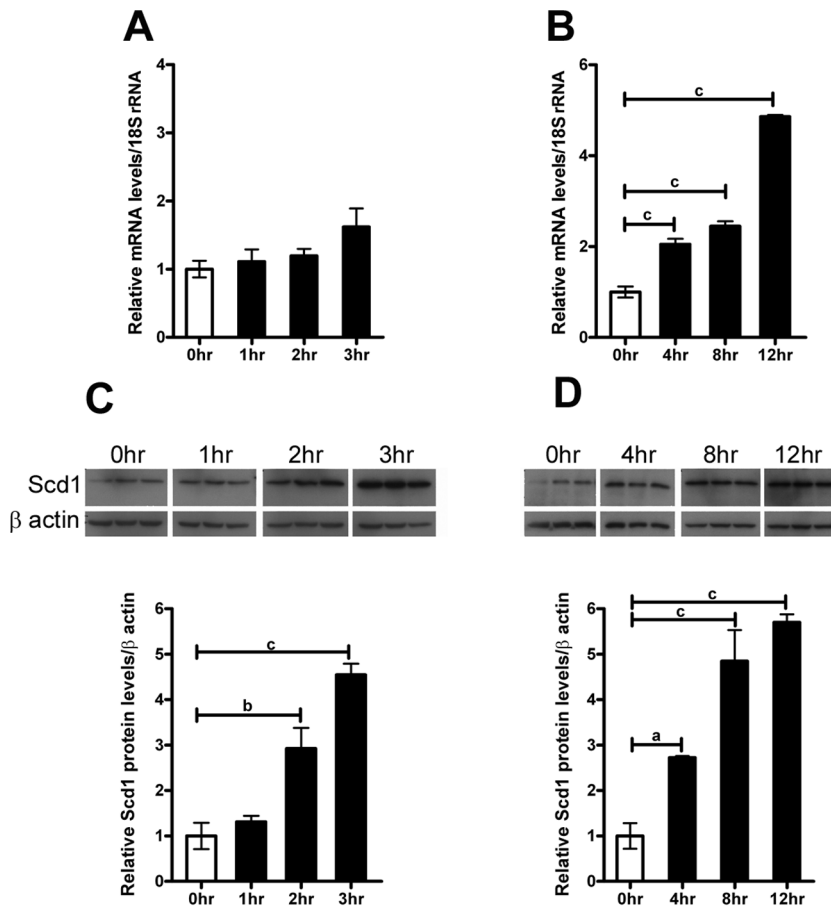 A
Relative mRNA levels/18S rRNA
4
3
2
1
0
0hr 1hr 2hr 3hr
B
Relative mRNA levels/18S rRNA
6
4
2
0
c
c
c
0hr 4hr 8hr 12hr
C
0hr 1hr 2hr 3hr
Scd1
β actin
Relative Scd1 protein levels/β actin
6
5
4
3
2
1
0
c
b
0hr 1hr 2hr 3hr
D
0hr 4hr 8hr 12hr
Relative Scd1 protein levels/β actin
6
5
4
3
2
1
0
c
c
a
0hr 4hr 8hr 12hr